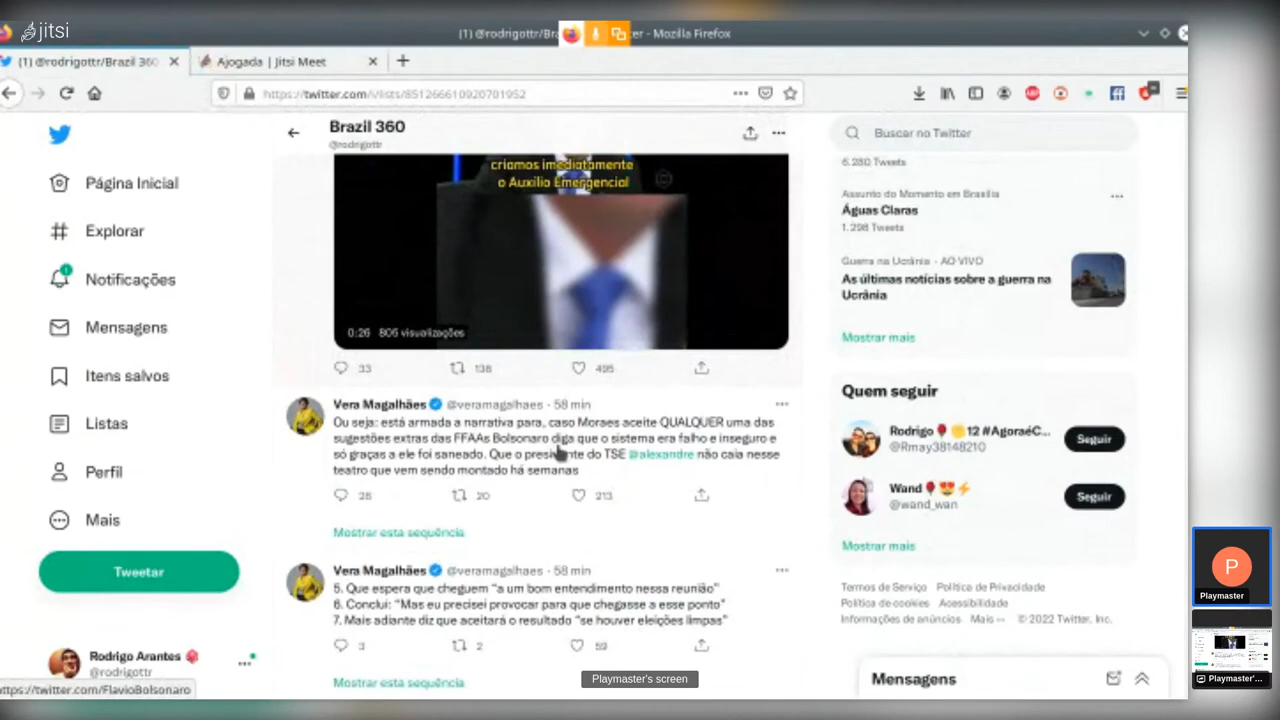 jitsi
(1) @rodrigottr/Bra
er - Mozilla Firefox
(1) @rodrigottr/Brazil 360
Ajogada | Jitsi Meet
https://twitter.com/i/lists/851266610920701952
Brazil 360
@rodrigottr
Buscar no Twitter
Página Inicial
Explorar
Notificações
Mensagens
Itens salvos
Listas
Perfil
Mais
Tweetar
Rodrigo Arantes
@rodrigottr
https://twitter.com/FlavioBolsonaro
criamos imediatamente
o Auxílio Emergencial
0:26 806 visualizações
33 138 495
Vera Magalhães @veramagalhaes · 58 min
Ou seja: está armada a narrativa para, caso Moraes aceite QUALQUER uma das
sugestões extras das FFAAs Bolsonaro diga que o sistema era falho e inseguro e
só graças a ele foi saneado. Que o presidente do TSE @alexandre não caia nesse
teatro que vem sendo montado há semanas
28 20 213
Mostrar esta sequência
Vera Magalhães @veramagalhaes · 58 min
5. Que espera que cheguem “a um bom entendimento nessa reunião”
6. Conclui: “Mas eu precisei provocar para que chegasse a esse ponto”
7. Mais adiante diz que aceitará o resultado “se houver eleições limpas”
3 2 59
Mostrar esta sequência
6.280 Tweets
Assunto do Momento em Brasília
Águas Claras
1.298 Tweets
Guerra na Ucrânia · AO VIVO
As últimas notícias sobre a guerra na
Ucrânia
Mostrar mais
Quem seguir
Rodrigo 12 #AgoraéC...
@Rmay38148210
Seguir
Wand
@wand_wan
Seguir
Mostrar mais
Termos de Serviço Política de Privacidade
Política de cookies Acessibilidade
Informações de anúncios Mais ··· © 2022 Twitter, Inc.
Mensagens
Playmaster's screen
P
Playmaster
Playmaster'...